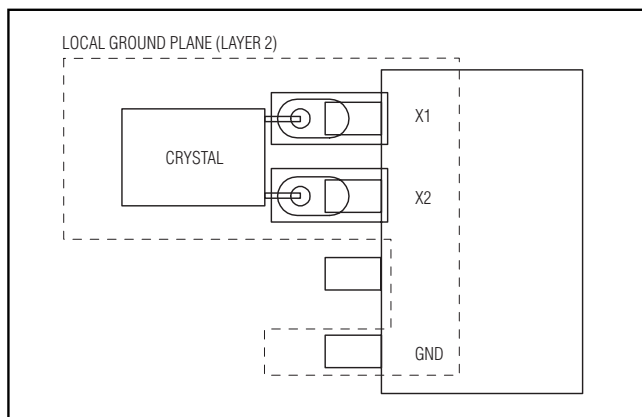 LOCAL GROUND PLANE (LAYER 2)
X1
CRYSTAL
X2
GND